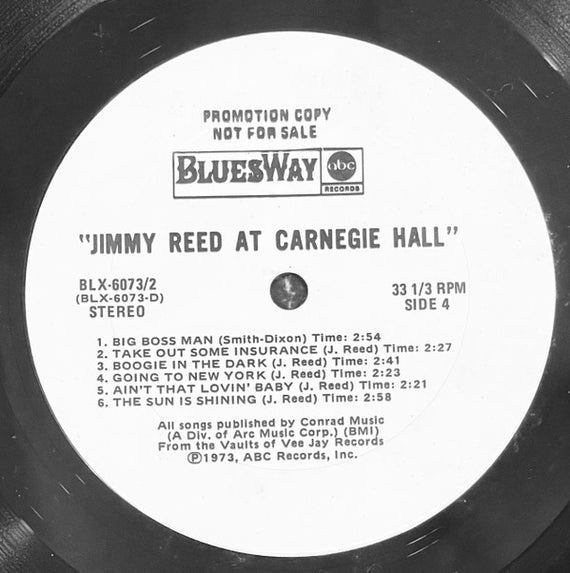 PROMOTION COPY
NOT FOR SALE
BLUESWAY abc RECORDS
"JIMMY REED AT CARNEGIE HALL"
BLX-6073/2
(BLX-6073-D)
STEREO
33 1/3 RPM
SIDE 4
1. BIG BOSS MAN (Smith-Dixon) Time: 2:54
2. TAKE OUT SOME INSURANCE (J. Reed) Time: 2:27
3. BOOGIE IN THE DARK (J. Reed) Time: 2:41
4. GOING TO NEW YORK (J. Reed) Time: 2:23
5. AIN'T THAT LOVIN' BABY (J. Reed) Time: 2:21
6. THE SUN IS SHINING (J. Reed) Time: 2:58
All songs published by Conrad Music
(A Div. of Arc Music Corp.) (BMI)
From the Vaults of Vee Jay Records
Ⓟ1973, ABC Records, Inc.